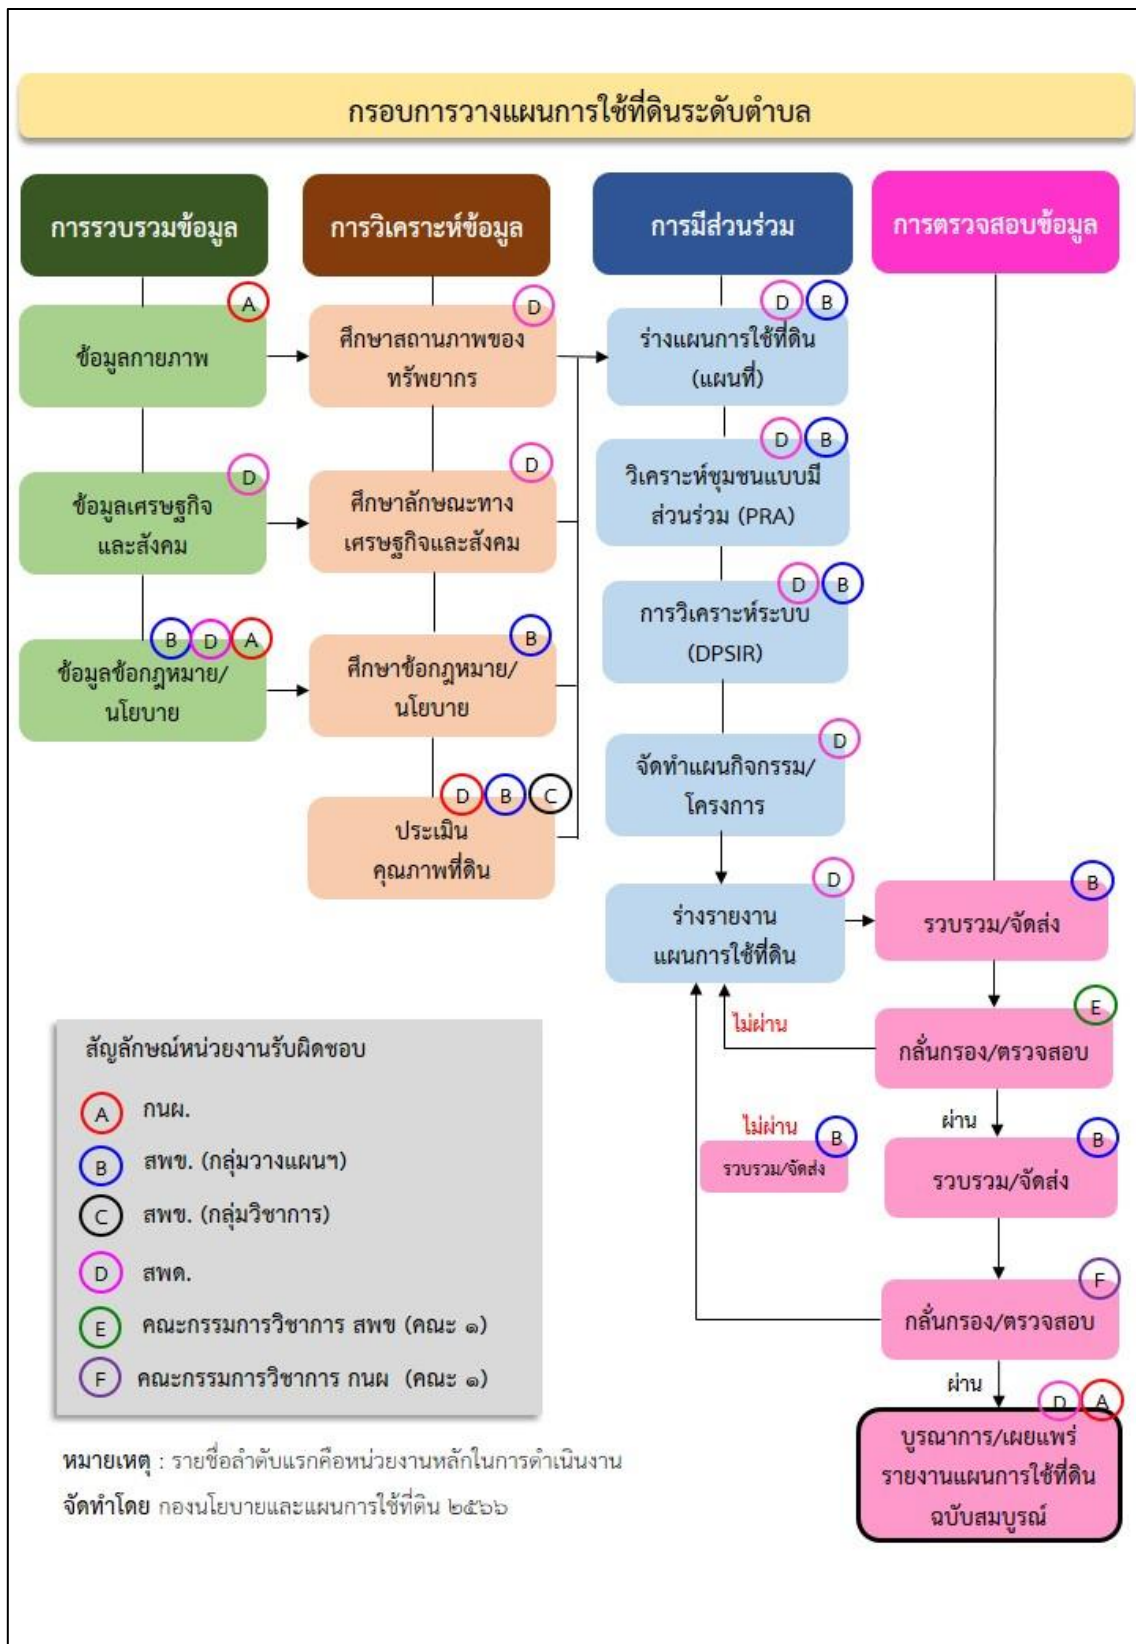 กรอบการวางแผนการใช้ที่ดินระดับตำบล
การรวบรวมข้อมูล
การวิเคราะห์ข้อมูล
การมีส่วนร่วม
การตรวจสอบข้อมูล
A
ข้อมูลกายภาพ
D
ข้อมูลเศรษฐกิจ
และสังคม
B D A
ข้อมูลข้อกฎหมาย/
นโยบาย
D
ศึกษาสถานภาพของ
ทรัพยากร
D
ศึกษาลักษณะทาง
เศรษฐกิจและสังคม
B
ศึกษาข้อกฎหมาย/
นโยบาย
D B C
ประเมิน
คุณภาพที่ดิน
D B
ร่างแผนการใช้ที่ดิน
(แผนที่)
D B
วิเคราะห์ชุมชนแบบมี
ส่วนร่วม (PRA)
D B
การวิเคราะห์ระบบ
(DPSIR)
D
จัดทำแผนกิจกรรม/
โครงการ
D
ร่างรายงาน
แผนการใช้ที่ดิน
B
รวบรวม/จัดส่ง
E
กลั่นกรอง/ตรวจสอบ
ไม่ผ่าน
ผ่าน
B
รวบรวม/จัดส่ง
ไม่ผ่าน
B
รวบรวม/จัดส่ง
F
กลั่นกรอง/ตรวจสอบ
ผ่าน
D A
บูรณาการ/เผยแพร่
รายงานแผนการใช้ที่ดิน
ฉบับสมบูรณ์
สัญลักษณ์หน่วยงานรับผิดชอบ
A กนผ.
B สพข. (กลุ่มวางแผนฯ)
C สพข. (กลุ่มวิชาการ)
D สพด.
E คณะกรรมการวิชาการ สพข (คณะ ๑)
F คณะกรรมการวิชาการ กนผ (คณะ ๑)
หมายเหตุ : รายชื่อลำดับแรกคือหน่วยงานหลักในการดำเนินงาน
จัดทำโดย กองนโยบายและแผนการใช้ที่ดิน ๒๕๖๖